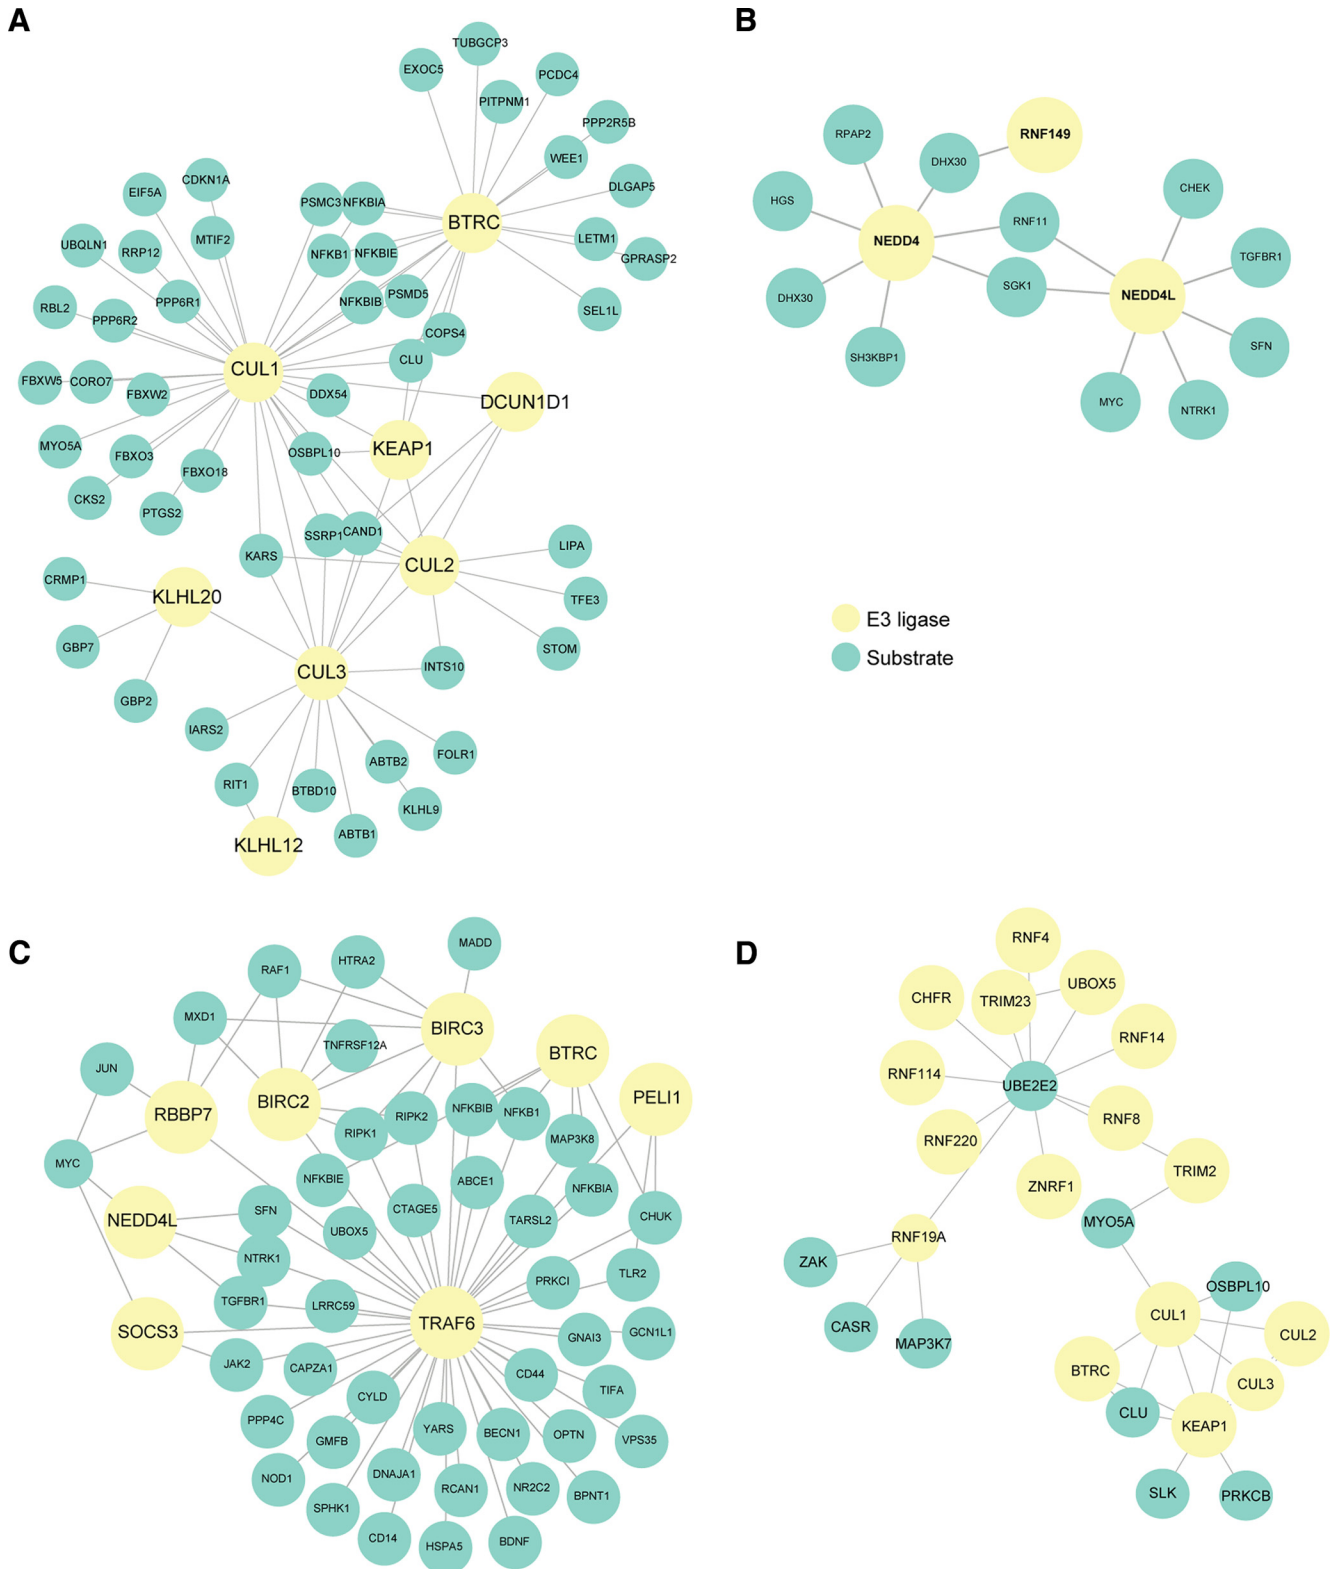 A
TUBGCP3
EXOC5
PCDC4
PITPNM1
PPP2R5B
WEE1
CDKN1A
EIF5A
DLGAP5
PSMC3
NFKBIA
BTRC
MTIF2
UBQLN1
RRP12
LETM1
NFKB1
NFKBIE
GPRASP2
PSMD5
NFKBIB
PPP6R1
RBL2
SEL1L
PPP6R2
COPS4
CLU
CUL1
FBXW5
CORO7
FBXW2
DDX54
DCUN1D1
MYO5A
KEAP1
OSBPL10
FBXO3
FBXO18
CKS2
PTGS2
SSRP1
CAND1
LIPA
KARS
CUL2
CRMP1
KLHL20
TFE3
GBP7
STOM
INTS10
CUL3
GBP2
IARS2
FOLR1
ABTB2
RIT1
BTBD10
KLHL9
ABTB1
KLHL12
B
RNF149
RPAP2
DHX30
CHEK
HGS
RNF11
NEDD4
TGFBR1
SGK1
NEDD4L
DHX30
SFN
SH3KBP1
MYC
NTRK1
E3 ligase
Substrate
C
MADD
HTRA2
RAF1
MXD1
BIRC3
TNFRSF12A
BTRC
JUN
PELI1
BIRC2
RBBP7
NFKBIB
NFKB1
RIPK2
RIPK1
MAP3K8
MYC
NFKBIE
ABCE1
NFKBIA
SFN
CTAGE5
CHUK
NEDD4L
TARSL2
UBOX5
NTRK1
TLR2
PRKCI
TGFBR1
LRRC59
TRAF6
SOCS3
GNAI3
GCN1L1
JAK2
CAPZA1
CD44
TIFA
CYLD
PPP4C
YARS
BECN1
OPTN
GMFB
VPS35
NOD1
DNAJA1
RCAN1
NR2C2
BPNT1
SPHK1
CD14
BDNF
HSPA5
D
RNF4
UBOX5
CHFR
TRIM23
RNF14
RNF114
UBE2E2
RNF8
RNF220
TRIM2
ZNRF1
MYO5A
RNF19A
ZAK
OSBPL10
CUL1
CASR
CUL2
MAP3K7
BTRC
CUL3
CLU
KEAP1
SLK
PRKCB